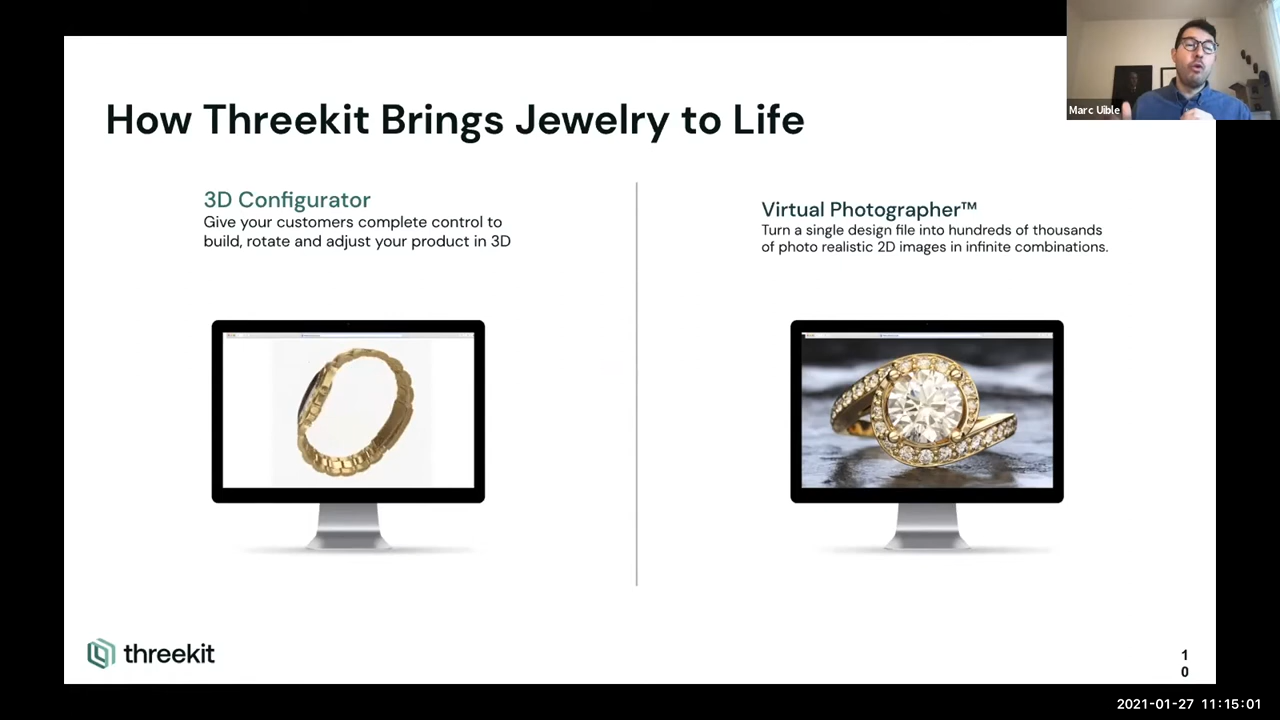 Marc Uible
How Threekit Brings Jewelry to Life
3D Configurator
Give your customers complete control to
build, rotate and adjust your product in 3D
Virtual Photographer™
Turn a single design file into hundreds of thousands
of photo realistic 2D images in infinite combinations.
threekit
1
0
2021-01-27 11:15:01